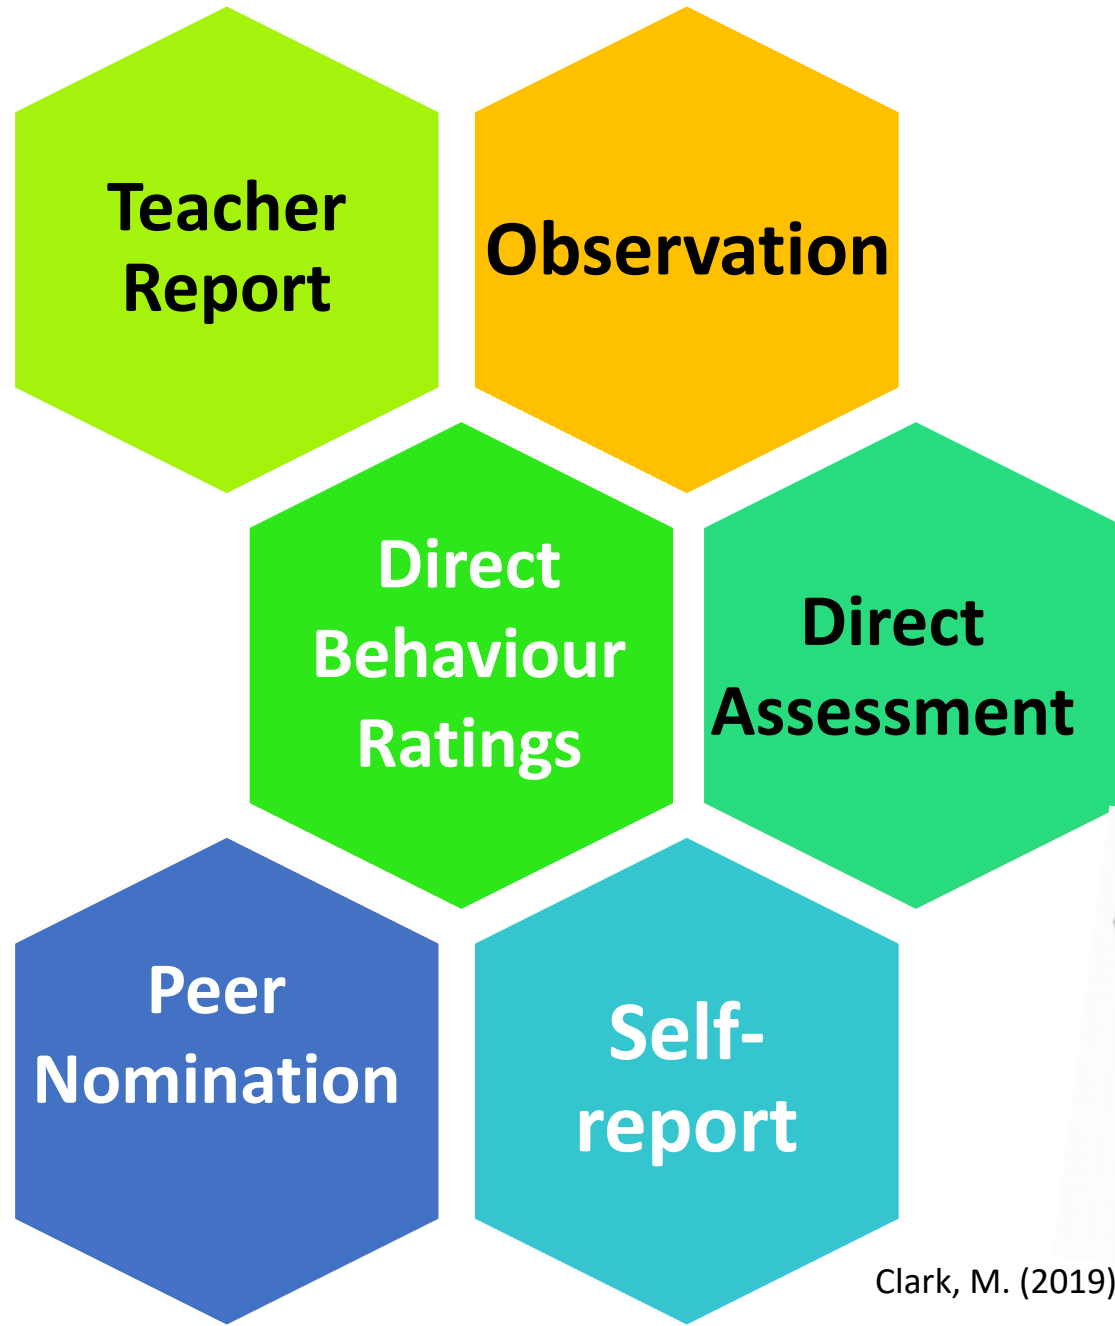 Teacher
Report
Observation
Direct
Behaviour
Ratings
Direct
Assessment
Peer
Nomination
Self-
report
Clark, M. (2019)